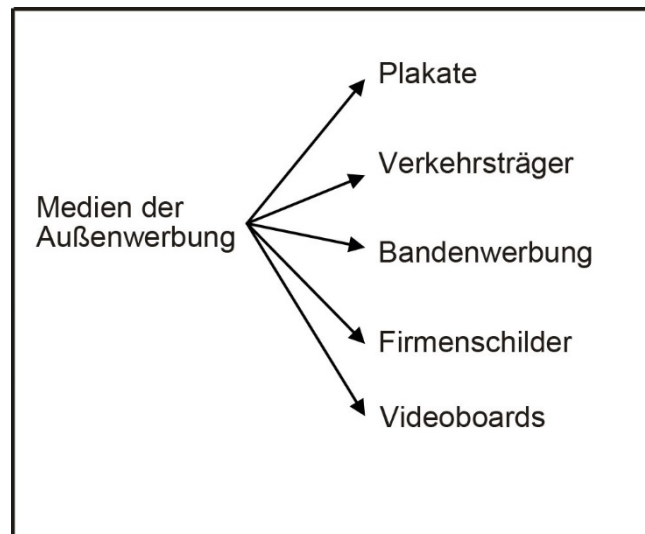 Plakate
Verkehrsträger
Medien der
Außenwerbung
Bandenwerbung
Firmenschilder
Videoboards